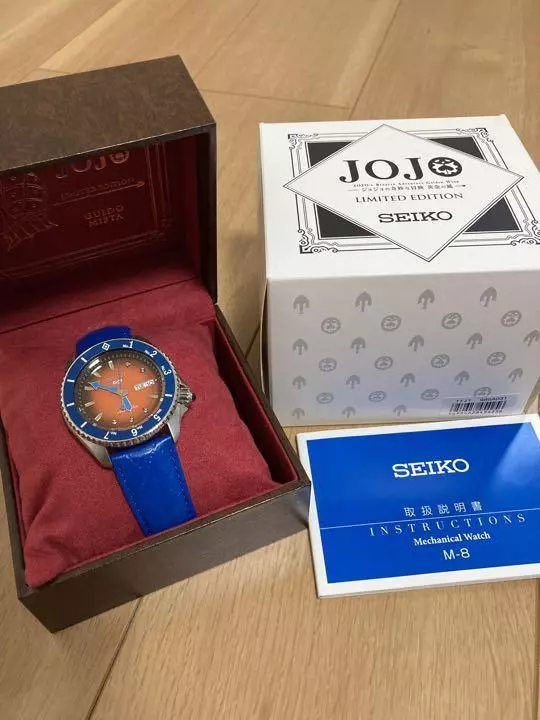 JOJO
GUIDO
MISTA
JOJO
JOJO's Bizarre Adventure Golden Wind
ジョジョの奇妙な冒険 黄金の風
LIMITED EDITION
SEIKO
SEIKO
取扱説明書
INSTRUCTIONS
Mechanical Watch
M-8